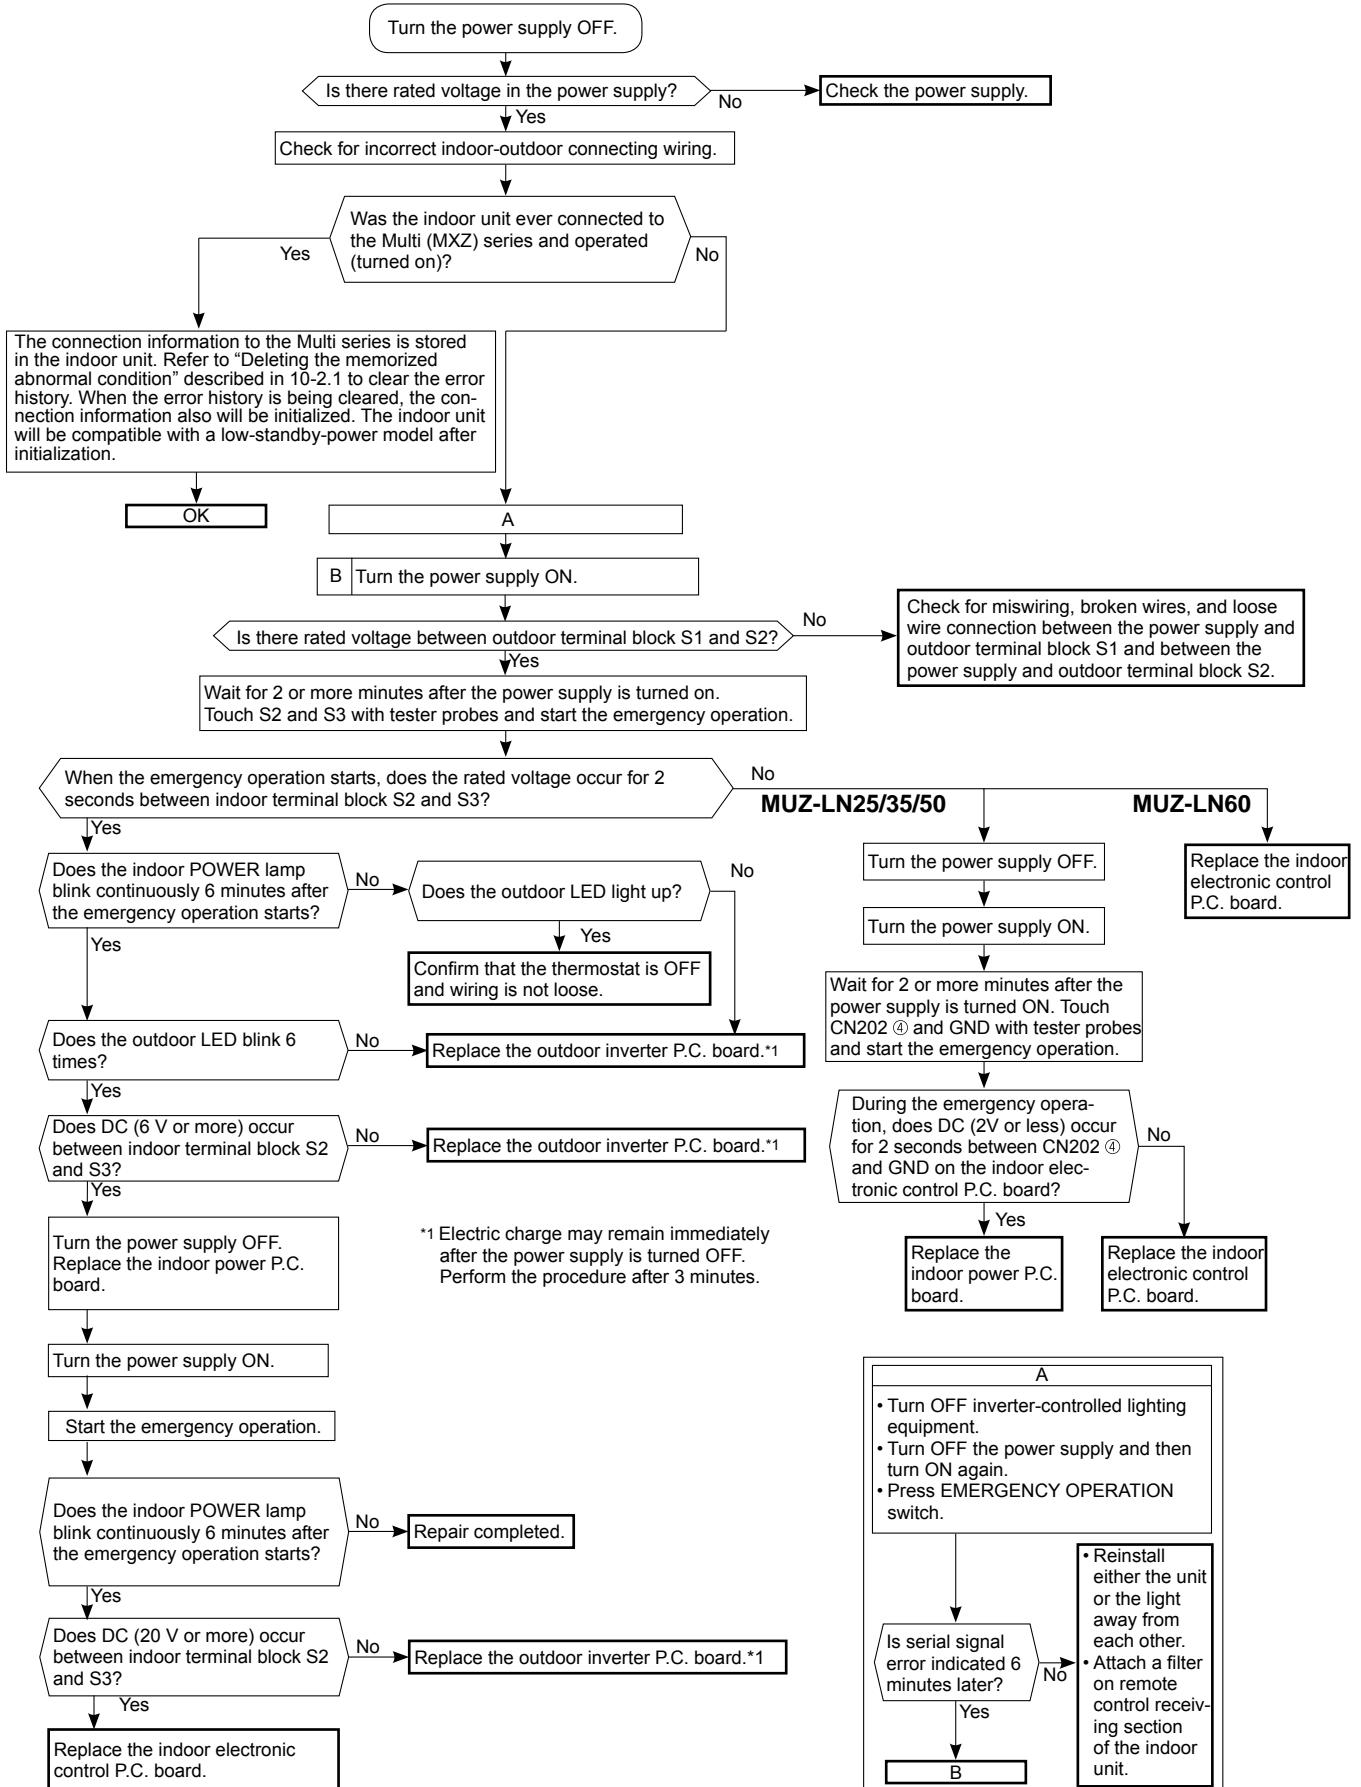 Turn the power supply OFF.
Is there rated voltage in the power supply?
No
Check the power supply.
Yes
Check for incorrect indoor-outdoor connecting wiring.
Was the indoor unit ever connected to
the Multi (MXZ) series and operated
(turned on)?
Yes
No
The connection information to the Multi series is stored
in the indoor unit. Refer to “Deleting the memorized
abnormal condition” described in 10-2.1 to clear the error
history. When the error history is being cleared, the con-
nection information also will be initialized. The indoor unit
will be compatible with a low-standby-power model after
initialization.
OK
A
B
Turn the power supply ON.
Is there rated voltage between outdoor terminal block S1 and S2?
No
Check for miswiring, broken wires, and loose
wire connection between the power supply and
outdoor terminal block S1 and between the
power supply and outdoor terminal block S2.
Yes
Wait for 2 or more minutes after the power supply is turned on.
Touch S2 and S3 with tester probes and start the emergency operation.
When the emergency operation starts, does the rated voltage occur for 2
seconds between indoor terminal block S2 and S3?
No
MUZ-LN25/35/50
MUZ-LN60
Yes
Does the indoor POWER lamp
blink continuously 6 minutes after
the emergency operation starts?
No
Does the outdoor LED light up?
No
Yes
Confirm that the thermostat is OFF
and wiring is not loose.
Yes
Does the outdoor LED blink 6
times?
No
Replace the outdoor inverter P.C. board.*1
Yes
Does DC (6 V or more) occur
between indoor terminal block S2
and S3?
No
Replace the outdoor inverter P.C. board.*1
Yes
Turn the power supply OFF.
Replace the indoor power P.C.
board.
*1 Electric charge may remain immediately
after the power supply is turned OFF.
Perform the procedure after 3 minutes.
Turn the power supply ON.
Start the emergency operation.
Does the indoor POWER lamp
blink continuously 6 minutes after
the emergency operation starts?
No
Repair completed.
Yes
Does DC (20 V or more) occur
between indoor terminal block S2
and S3?
No
Replace the outdoor inverter P.C. board.*1
Yes
Replace the indoor electronic
control P.C. board.
Turn the power supply OFF.
Turn the power supply ON.
Wait for 2 or more minutes after the
power supply is turned ON. Touch
CN202 ④ and GND with tester probes
and start the emergency operation.
During the emergency opera-
tion, does DC (2V or less) occur
for 2 seconds between CN202 ④
and GND on the indoor elec-
tronic control P.C. board?
No
Yes
Replace the
indoor power P.C.
board.
Replace the indoor
electronic control
P.C. board.
Replace the indoor
electronic control
P.C. board.
A
• Turn OFF inverter-controlled lighting
equipment.
• Turn OFF the power supply and then
turn ON again.
• Press EMERGENCY OPERATION
switch.
Is serial signal
error indicated 6
minutes later?
No
• Reinstall
either the unit
or the light
away from
each other.
• Attach a filter
on remote
control receiv-
ing section
of the indoor
unit.
Yes
B